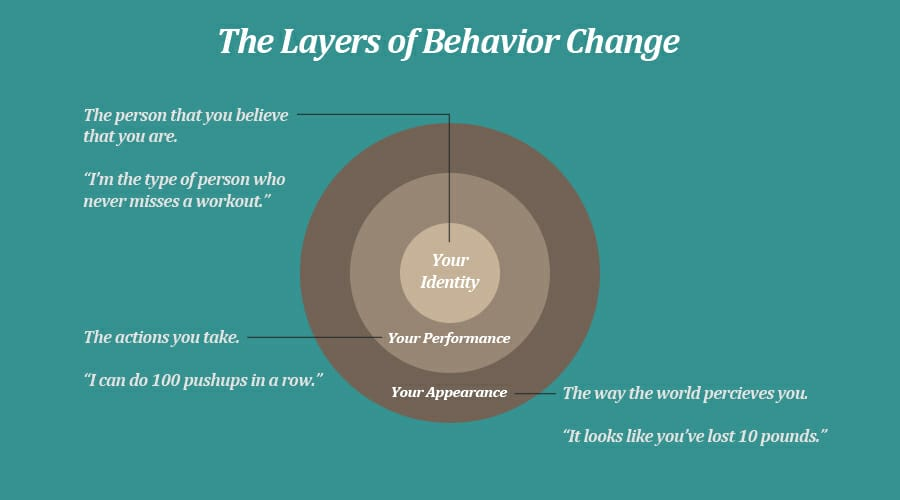 The Layers of Behavior Change
The person that you believe
that you are.
“I’m the type of person who
never misses a workout.”
Your
Identity
The actions you take.
Your Performance
“I can do 100 pushups in a row.”
Your Appearance
The way the world percieves you.
“It looks like you’ve lost 10 pounds.”